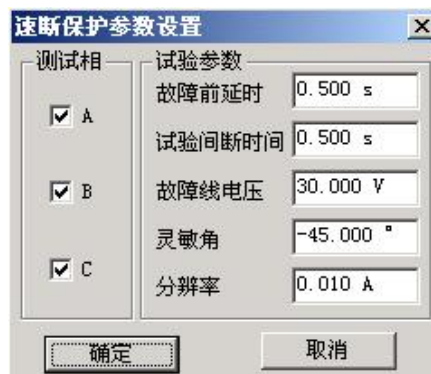 速断保护参数设置
测试相
A
B
C
试验参数
故障前延时 0.500 s
试验间断时间 0.500 s
故障线电压 30.000 V
灵敏角 -45.000 °
分辨率 0.010 A
确定 取消